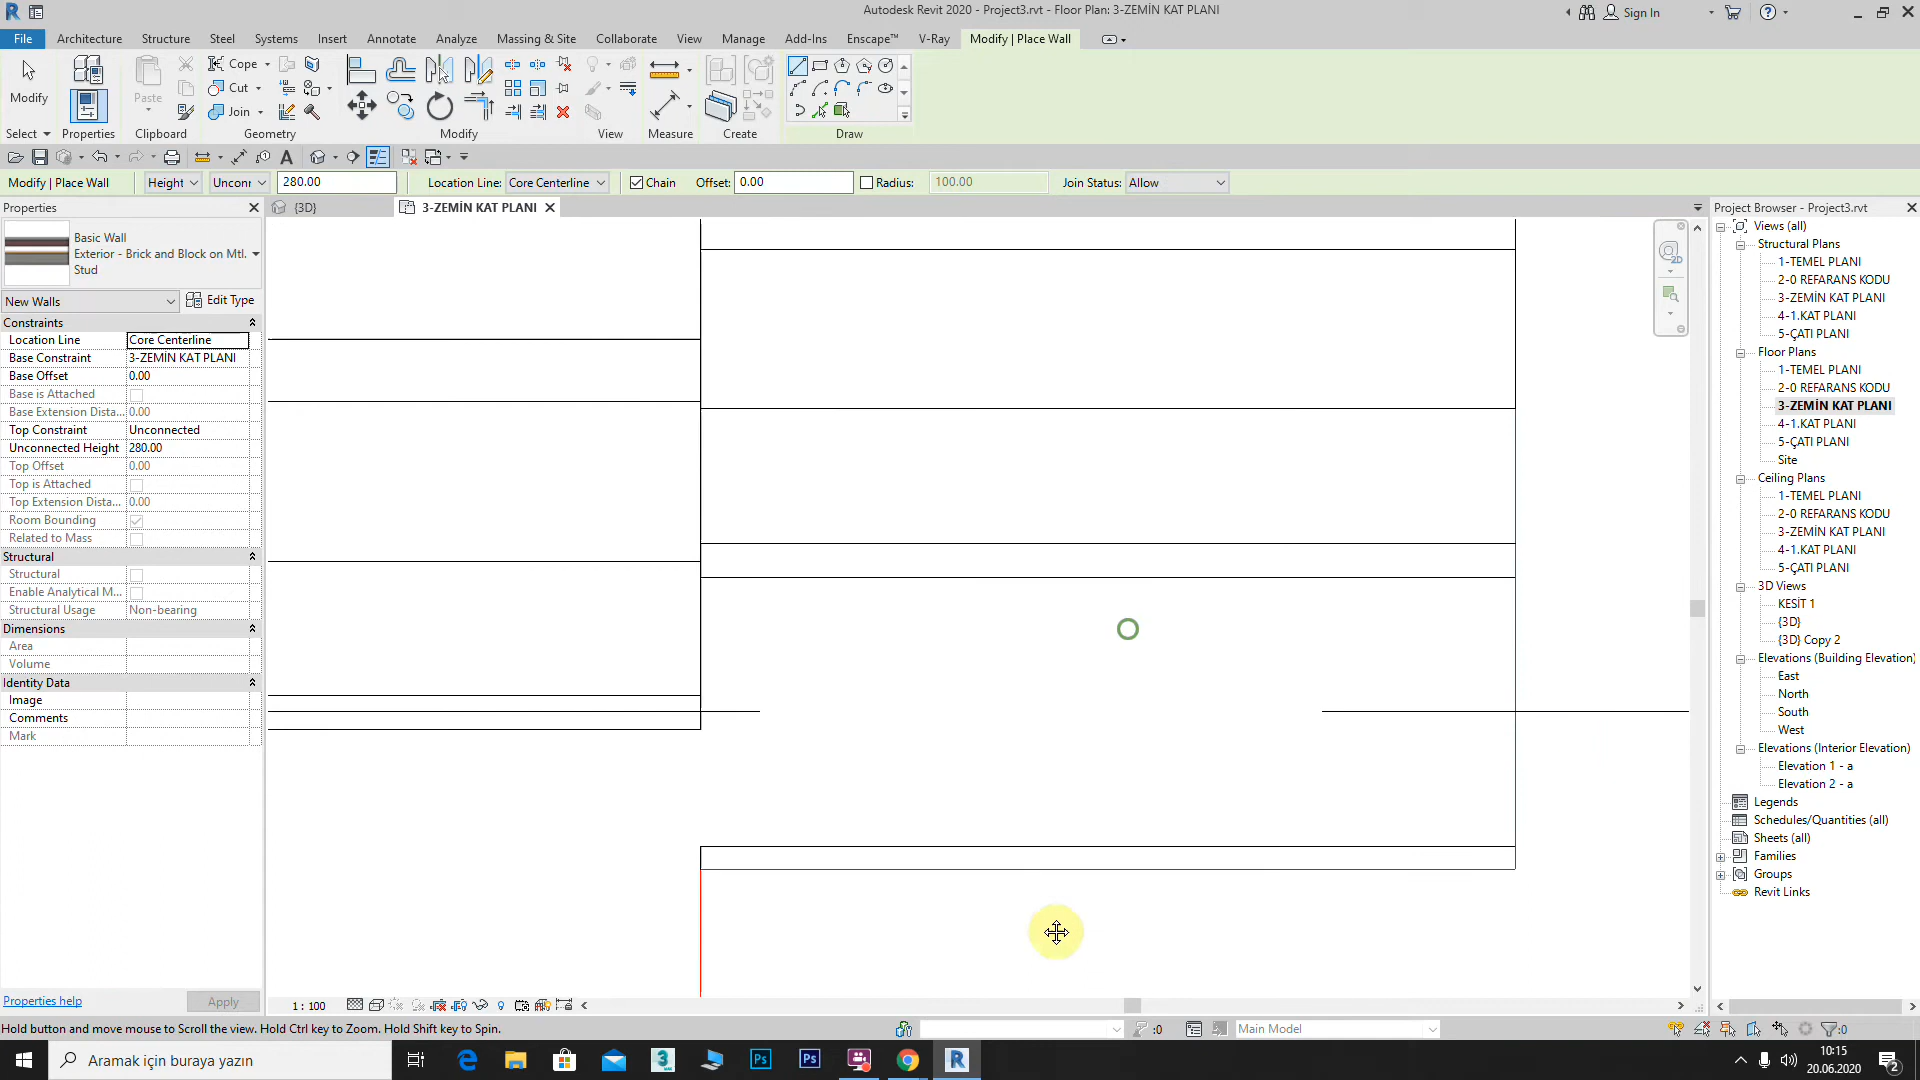 Autodesk Revit 2020 - Project3.rvt - Floor Plan: 3-ZEMİN KAT PLANI
Sign In
File Architecture Structure Steel Systems Insert Annotate Analyze Massing & Site Collaborate View Manage Add-Ins Enscape™ V-Ray Modify | Place Wall
Modify Paste Cope Cut Join
Select Properties Clipboard Geometry Modify View Measure Create Draw
Modify | Place Wall Height Unconr 280.00 Location Line: Core Centerline Chain Offset: 0.00 Radius: 100.00 Join Status: Allow
Properties
{3D} 3-ZEMİN KAT PLANI
Project Browser - Project3.rvt
Basic Wall
Exterior - Brick and Block on Mtl.
Stud
New Walls Edit Type
Constraints
Location Line Core Centerline
Base Constraint 3-ZEMİN KAT PLANI
Base Offset 0.00
Base is Attached
Base Extension Dista... 0.00
Top Constraint Unconnected
Unconnected Height 280.00
Top Offset 0.00
Top is Attached
Top Extension Dista... 0.00
Room Bounding
Related to Mass
Structural
Structural
Enable Analytical M...
Structural Usage Non-bearing
Dimensions
Area
Volume
Identity Data
Image
Comments
Mark
Properties help Apply
2D
Views (all)
Structural Plans
1-TEMEL PLANI
2-0 REFARANS KODU
3-ZEMİN KAT PLANI
4-1.KAT PLANI
5-ÇATI PLANI
Floor Plans
1-TEMEL PLANI
2-0 REFARANS KODU
3-ZEMİN KAT PLANI
4-1.KAT PLANI
5-ÇATI PLANI
Site
Ceiling Plans
1-TEMEL PLANI
2-0 REFARANS KODU
3-ZEMİN KAT PLANI
4-1.KAT PLANI
5-ÇATI PLANI
3D Views
KESİT 1
{3D}
{3D} Copy 2
Elevations (Building Elevation)
East
North
South
West
Elevations (Interior Elevation)
Elevation 1 - a
Elevation 2 - a
Legends
Schedules/Quantities (all)
Sheets (all)
Families
Groups
Revit Links
1 : 100
Hold button and move mouse to Scroll the view. Hold Ctrl key to Zoom. Hold Shift key to Spin.
:0 Main Model :0
Aramak için buraya yazın
Ps Ps R
10:15
20.06.2020
2